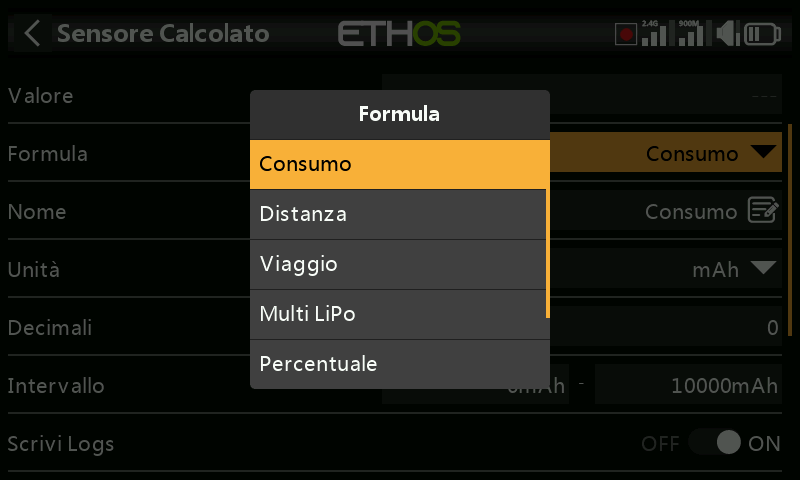 Sensore Calcolato
ETHOS
2.4G
900M
Valore
---
Formula
Formula
Consumo
Consumo
Distanza
Nome
Consumo
Viaggio
Unità
mAh
Multi LiPo
Decimali
0
Percentuale
Intervallo
- 10000mAh
Scrivi Logs
OFF
ON